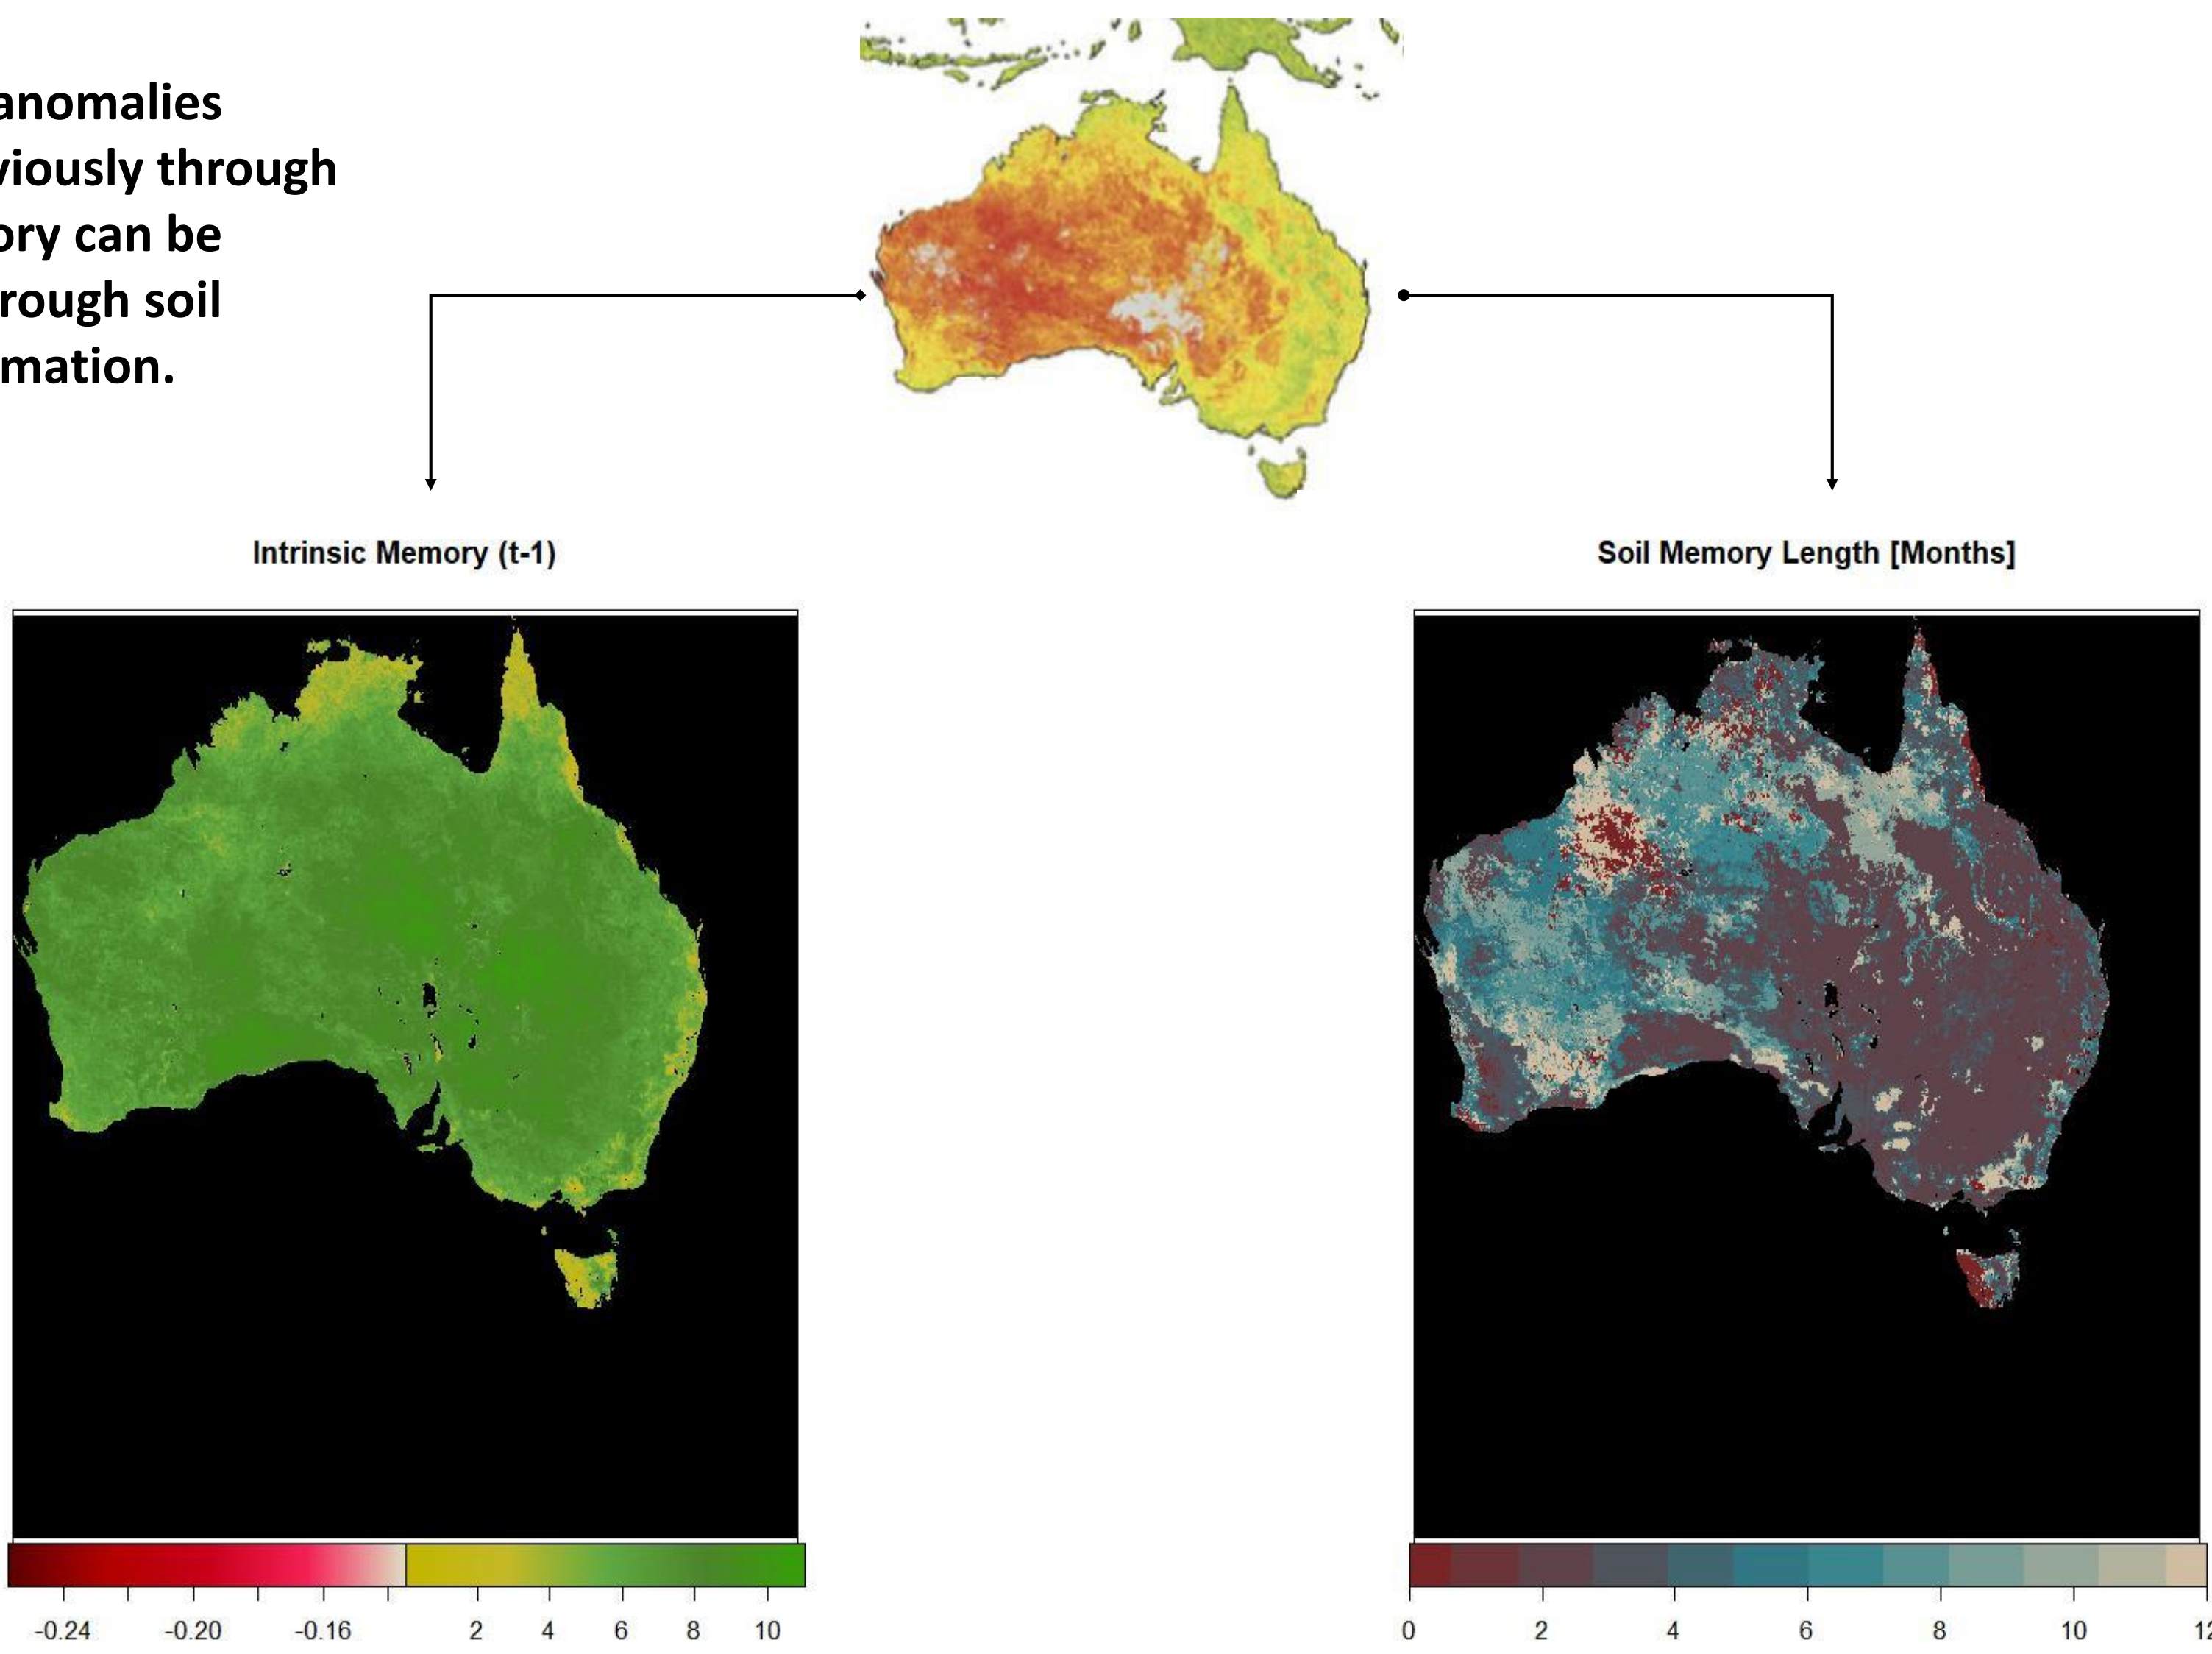 anomalies
viously through
ory can be
rough soil
mation.
Intrinsic Memory (t-1)
Soil Memory Length [Months]
-0.24 -0.20 -0.16 2 4 6 8 10
0 2 4 6 8 10 12